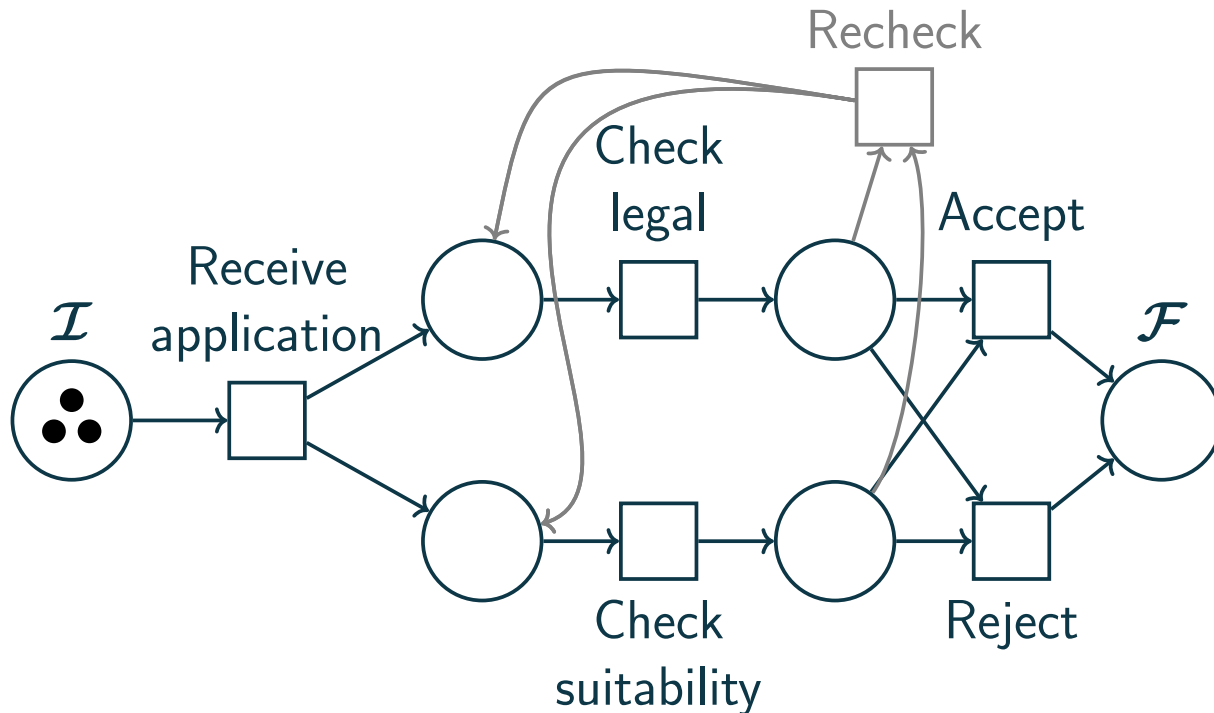 Recheck
Check
legal
Accept
Receive
application
ℐ
ℱ
Check
suitability
Reject